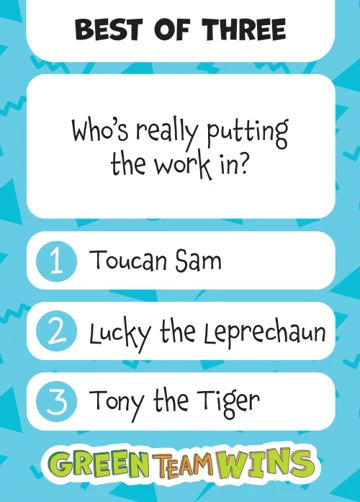 BEST OF THREE
Who's really putting
the work in?
1 Toucan Sam
2 Lucky the Leprechaun
3 Tony the Tiger
GREEN TEAM WINS